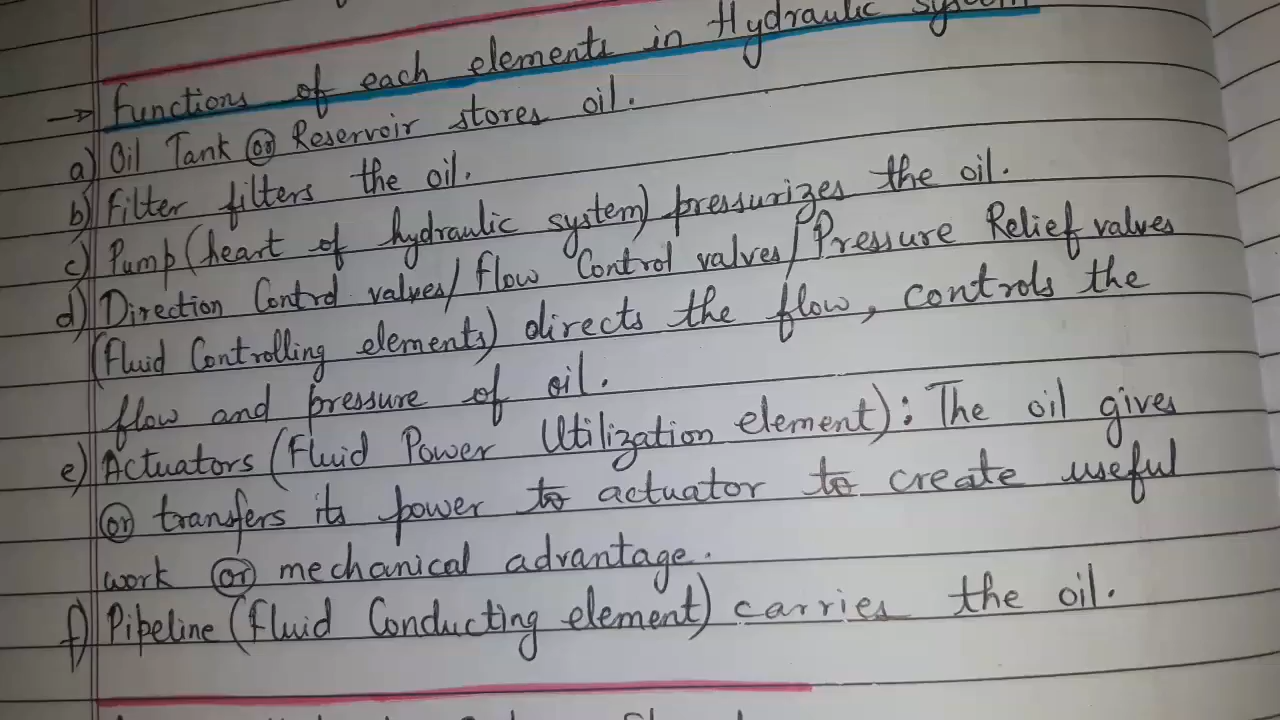 → Functions of each elements in Hydraulic system
a) Oil Tank or Reservoir stores oil.
b) Filter filters the oil.
c) Pump (heart of hydraulic system) pressurizes the oil.
d) Direction Control valves/Flow Control valves/Pressure Relief valves
(Fluid Controlling elements) directs the flow, controls the
flow and pressure of oil.
e) Actuators (Fluid Power Utilization element): The oil gives
or transfers its power to actuator to create useful
work or mechanical advantage.
f) Pipeline (Fluid Conducting element) carries the oil.